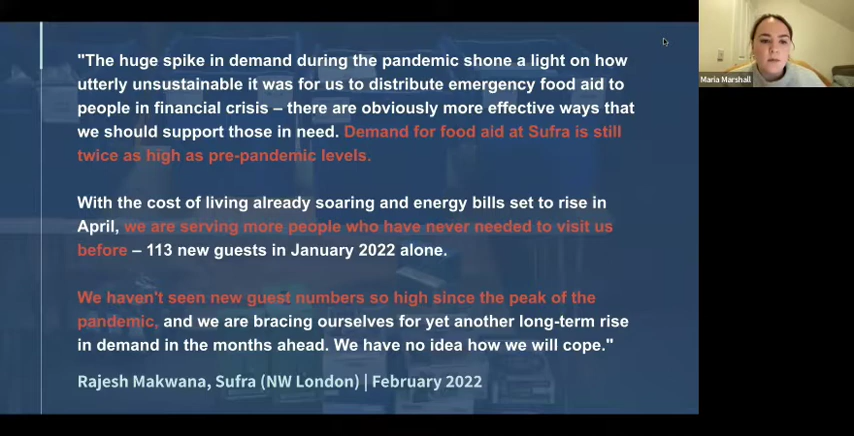 "The huge spike in demand during the pandemic shone a light on how
utterly unsustainable it was for us to distribute emergency food aid to
people in financial crisis – there are obviously more effective ways that
we should support those in need. Demand for food aid at Sufra is still
twice as high as pre-pandemic levels.
With the cost of living already soaring and energy bills set to rise in
April, we are serving more people who have never needed to visit us
before – 113 new guests in January 2022 alone.
We haven't seen new guest numbers so high since the peak of the
pandemic, and we are bracing ourselves for yet another long-term rise
in demand in the months ahead. We have no idea how we will cope."
Rajesh Makwana, Sufra (NW London) | February 2022
Maria Marshall